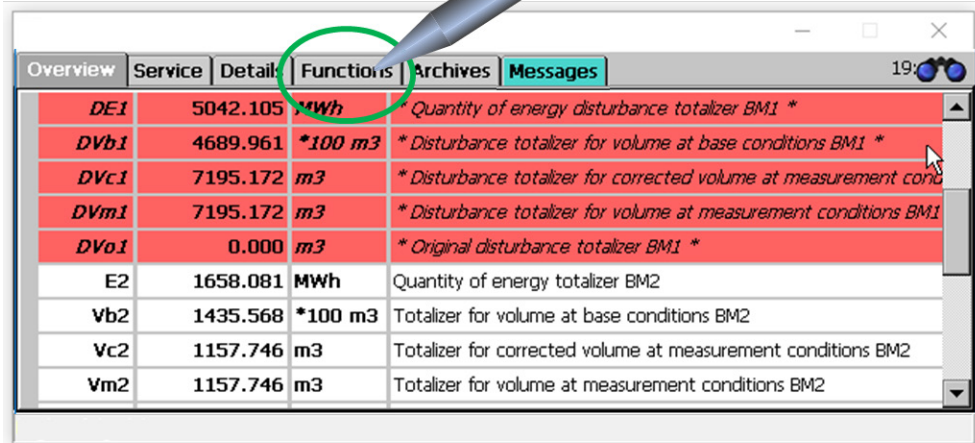 Overview Service Details Functions Archives Messages 19:
DE1 5042.105 MWh * Quantity of energy disturbance totalizer BM1 *
DVb1 4689.961 *100 m3 * Disturbance totalizer for volume at base conditions BM1 *
DVc1 7195.172 m3 * Disturbance totalizer for corrected volume at measurement cond
DVm1 7195.172 m3 * Disturbance totalizer for volume at measurement conditions BM1
DVo1 0.000 m3 * Original disturbance totalizer BM1 *
E2 1658.081 MWh Quantity of energy totalizer BM2
Vb2 1435.568 *100 m3 Totalizer for volume at base conditions BM2
Vc2 1157.746 m3 Totalizer for corrected volume at measurement conditions BM2
Vm2 1157.746 m3 Totalizer for volume at measurement conditions BM2